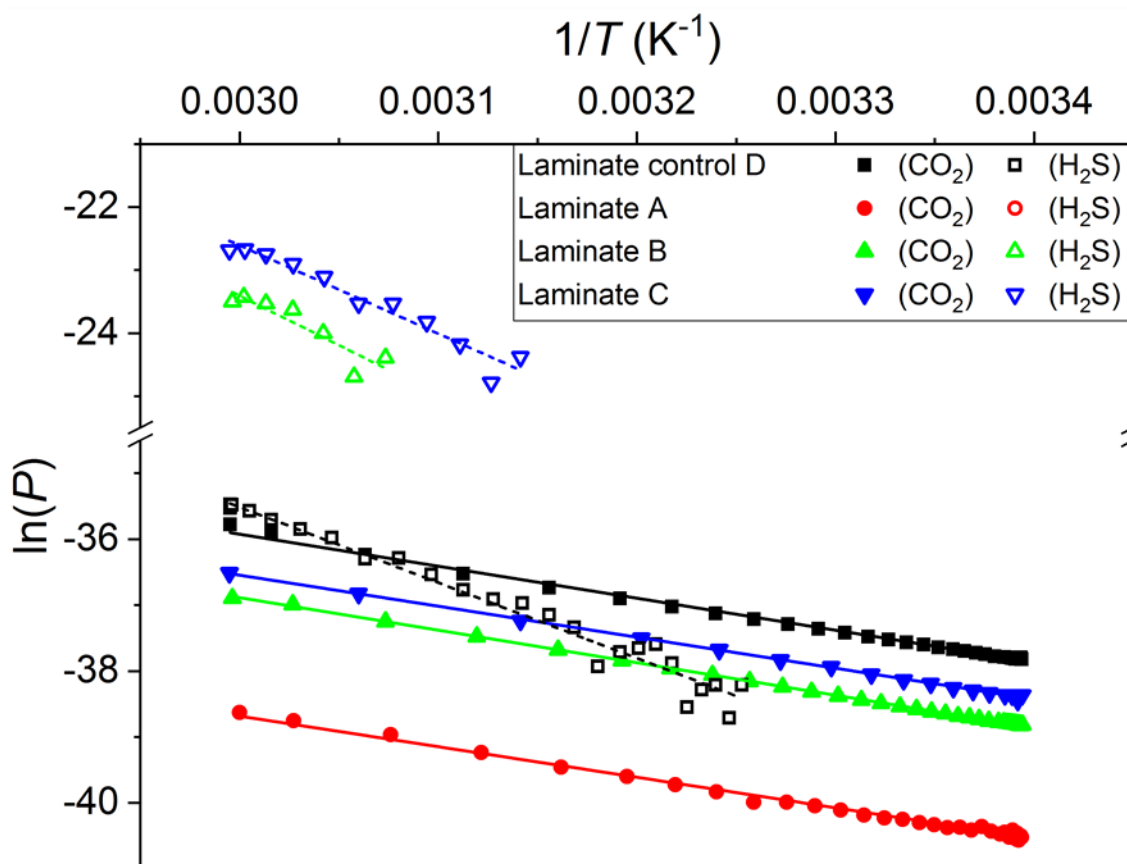 1/T (K⁻¹)
0.0030 0.0031 0.0032 0.0033 0.0034
Laminate control D (CO₂) (H₂S)
Laminate A (CO₂) (H₂S)
Laminate B (CO₂) (H₂S)
Laminate C (CO₂) (H₂S)
-22
-24
ln(P)
-36
-38
-40